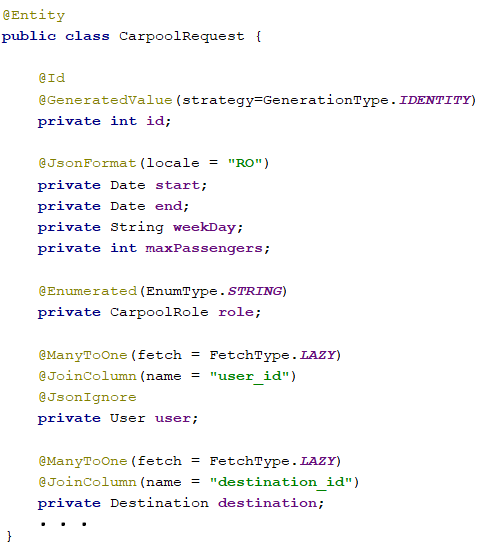 @Entity
public class CarpoolRequest {
@Id
@GeneratedValue(strategy=GenerationType.IDENTITY)
private int id;
@JsonFormat(locale = "RO")
private Date start;
private Date end;
private String weekDay;
private int maxPassengers;
@Enumerated(EnumType.STRING)
private CarpoolRole role;
@ManyToOne(fetch = FetchType.LAZY)
@JoinColumn(name = "user_id")
@JsonIgnore
private User user;
@ManyToOne(fetch = FetchType.LAZY)
@JoinColumn(name = "destination_id")
private Destination destination;
. . .
}